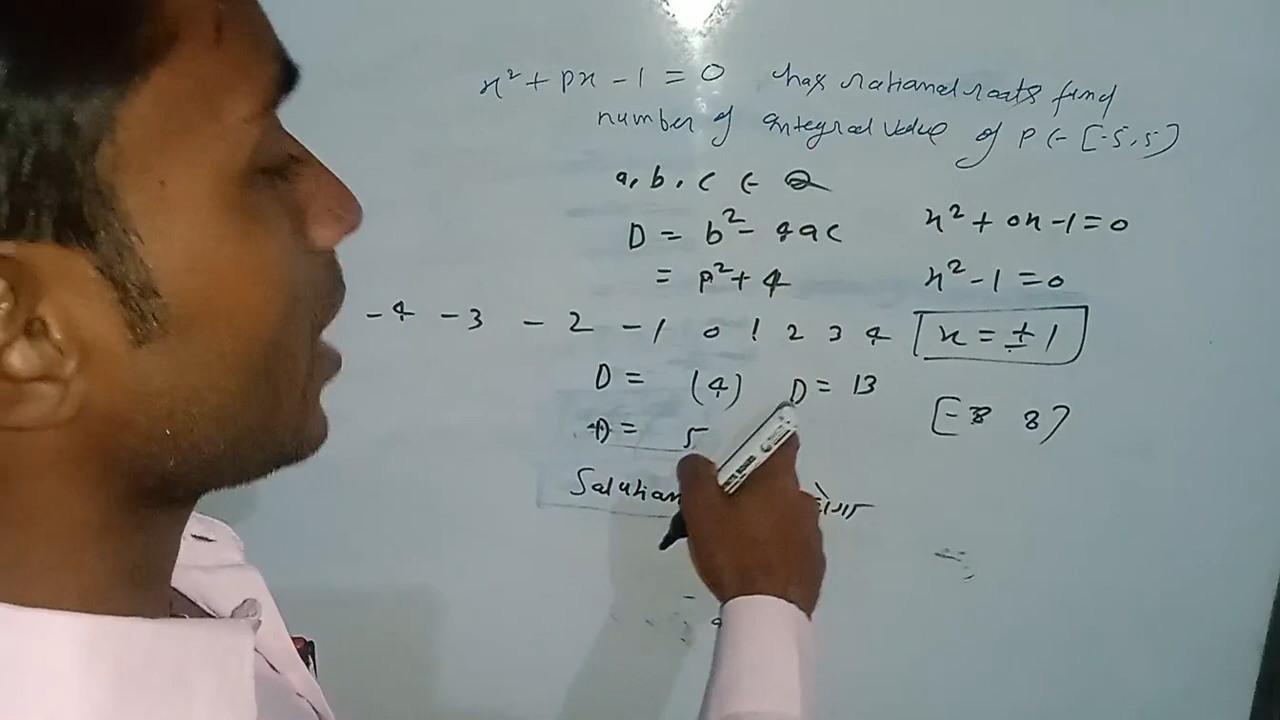 x² + px - 1 = 0 has rational roots find
number of integral value of p ∈ [-5, 5)
a, b, c ∈ Q
D = b² - 4ac
= p² + 4
-4 -3 -2 -1 0 1 2 3 4
D = (4) D = 13
D = 5
Solution
x² + 0x - 1 = 0
x² - 1 = 0
x = ± 1
[-8 8)